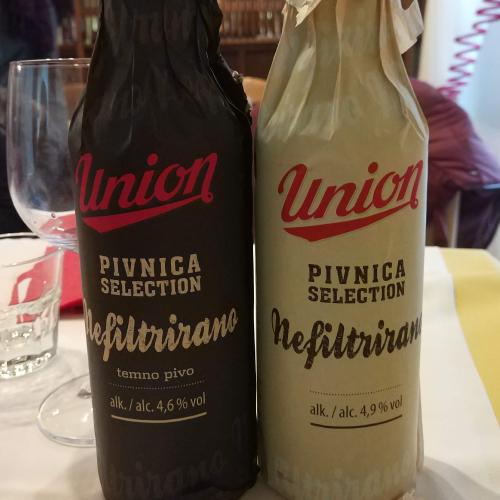 Union
PIVNICA
SELECTION
Nefiltrirano
temno pivo
alk. / alc. 4,6 % vol
Union
PIVNICA
SELECTION
Nefiltrirano
alk. / alc. 4,9 % vol